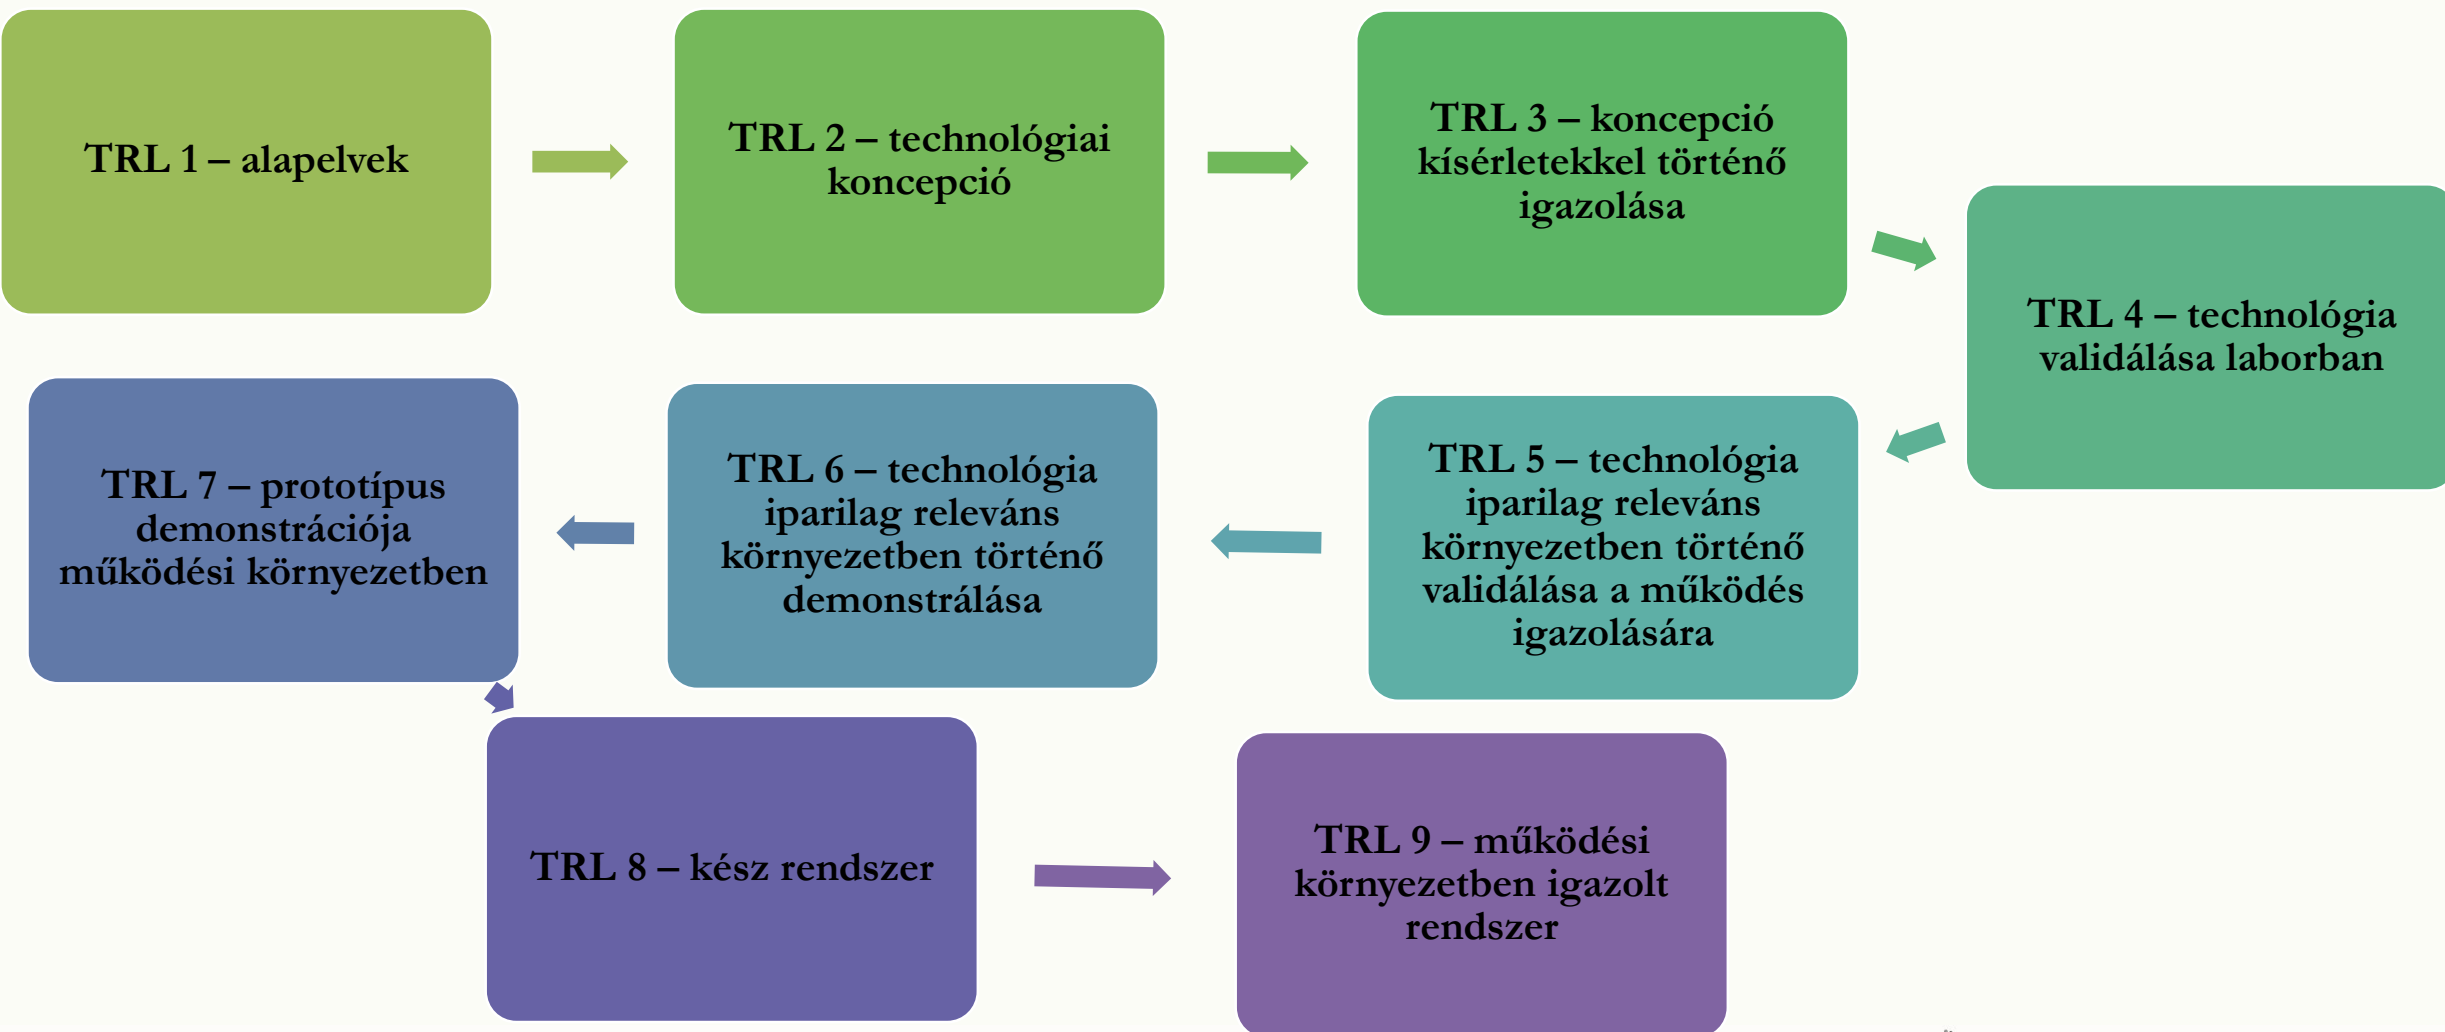 TRL 1 – alapelvek
TRL 2 – technológiai
koncepció
TRL 3 – koncepció
kísérletekkel történő
igazolása
TRL 4 – technológia
validálása laborban
TRL 5 – technológia
iparilag releváns
környezetben történő
validálása a működés
igazolására
TRL 6 – technológia
iparilag releváns
környezetben történő
demonstrálása
TRL 7 – prototípus
demonstrációja
működési környezetben
TRL 8 – kész rendszer
TRL 9 – működési
környezetben igazolt
rendszer